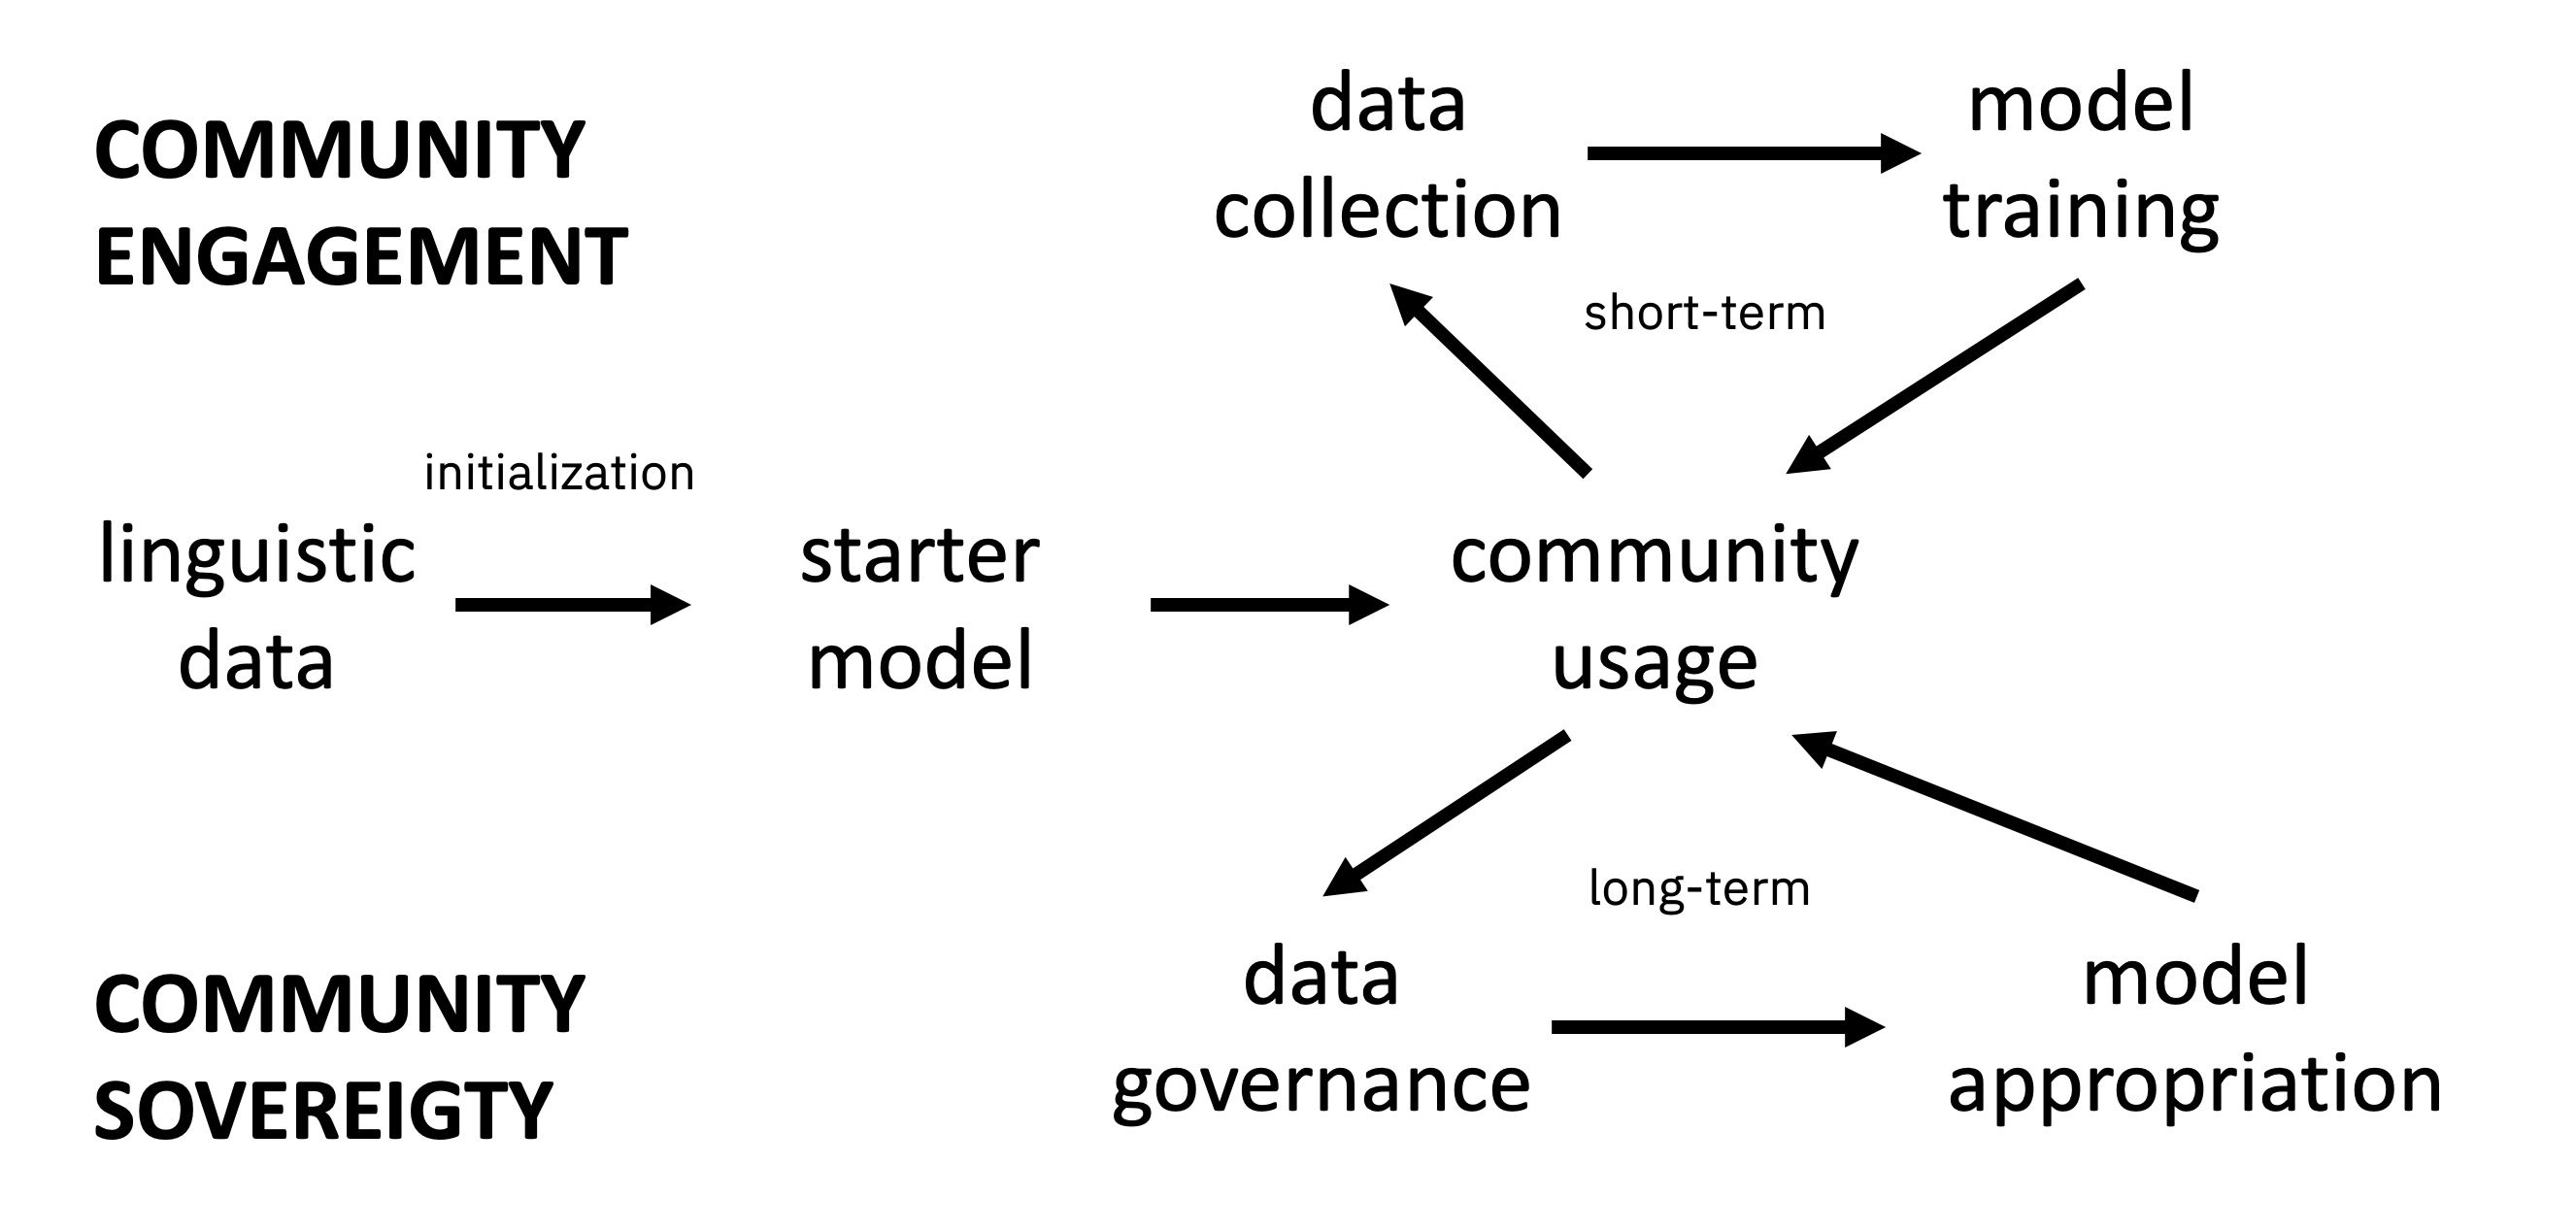 COMMUNITY
ENGAGEMENT
data
collection
model
training
short-term
initialization
linguistic
data
starter
model
community
usage
long-term
COMMUNITY
SOVEREIGTY
data
governance
model
appropriation